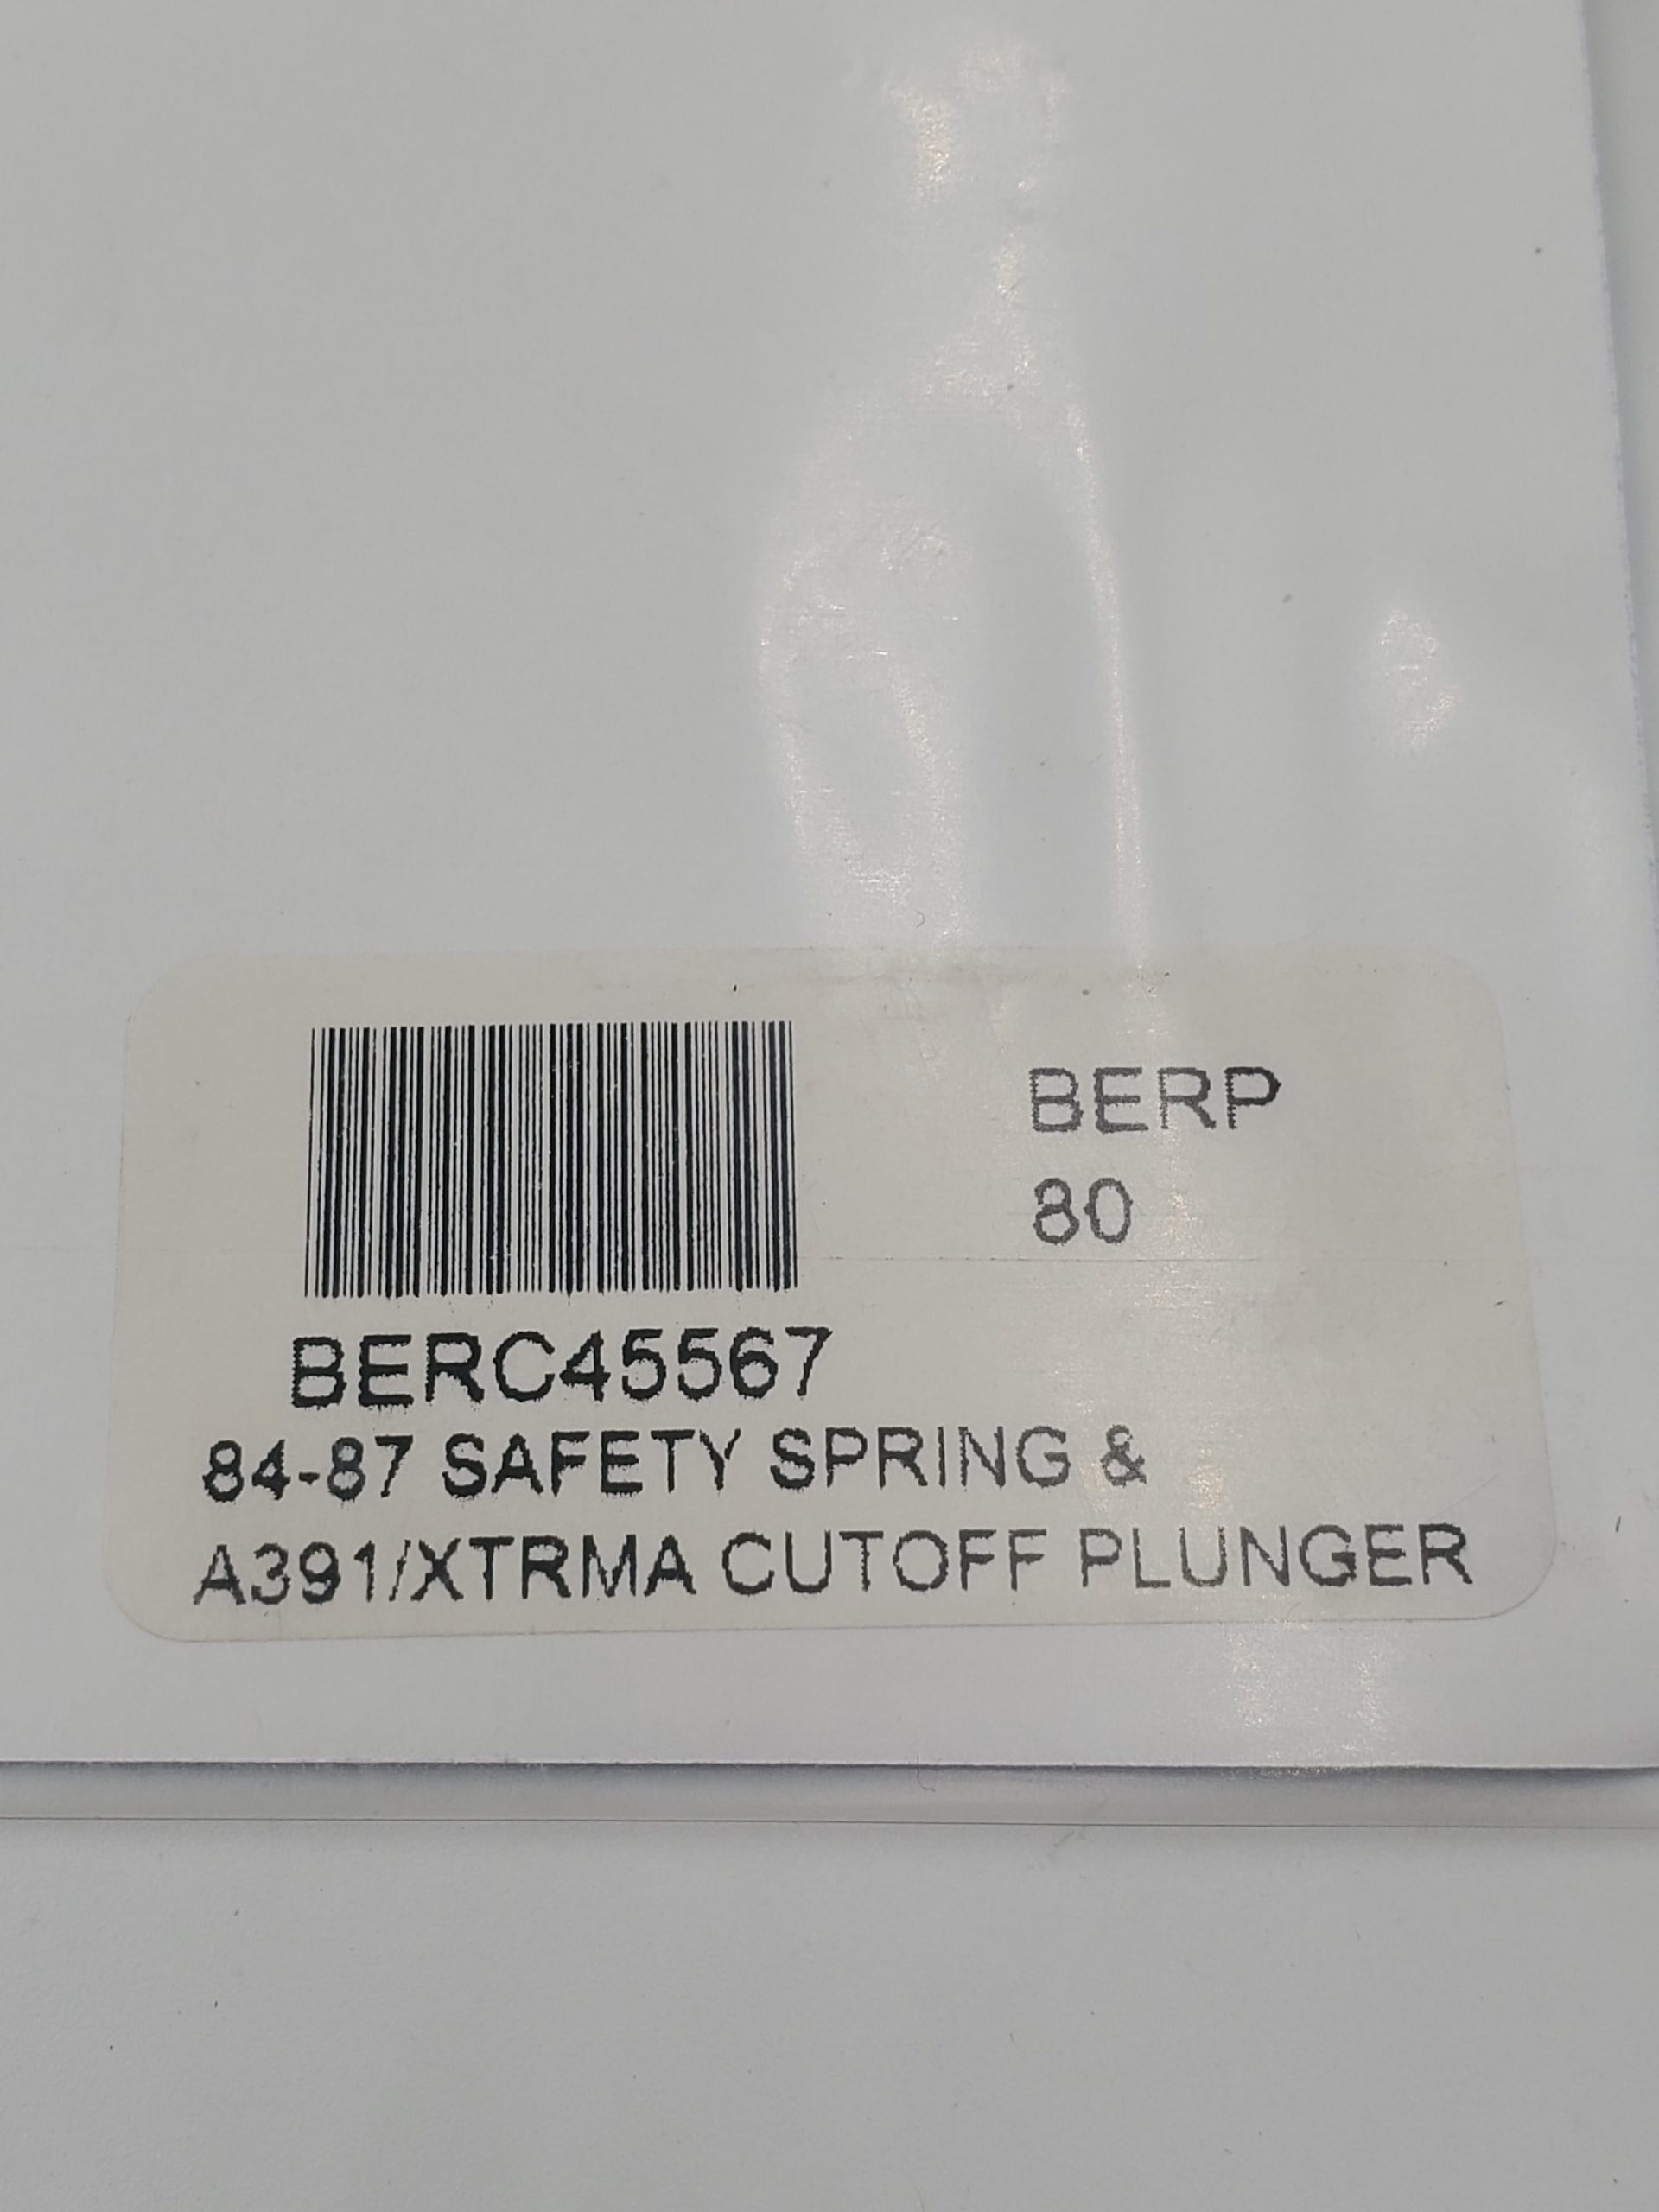 BERP
80
BERC45567
84-87 SAFETY SPRING &
A391/XTRMA CUTOFF PLUNGER